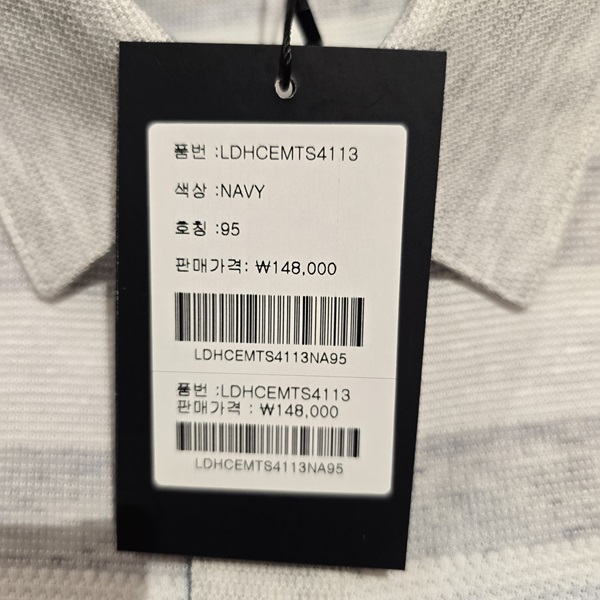 품번 :LDHCEMTS4113
색상 :NAVY
호칭 :95
판매가격: ₩148,000
LDHCEMTS4113NA95
품번 :LDHCEMTS4113
판매가격 : ₩148,000
LDHCEMTS4113NA95